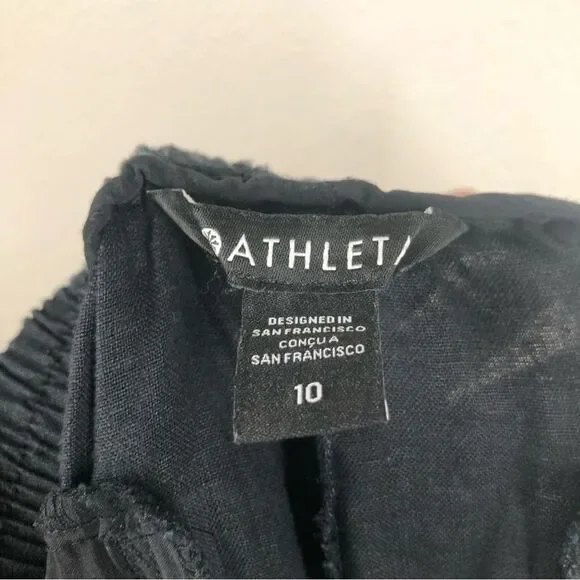 ATHLETA
DESIGNED IN
SAN FRANCISCO
CONÇU A
SAN FRANCISCO
10